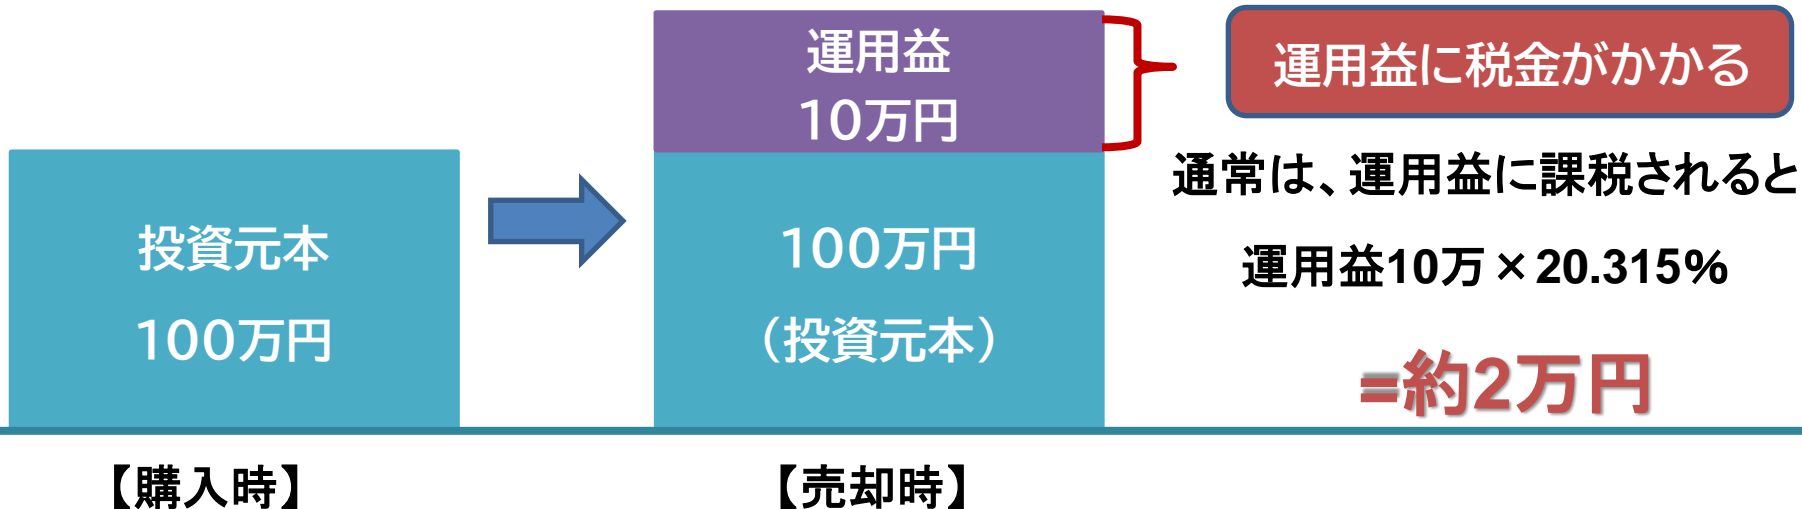 投資元本
100万円
【購入時】
運用益
10万円
100万円
（投資元本）
【売却時】
運用益に税金がかかる
通常は、運用益に課税されると
運用益10万×20.315%
=約2万円